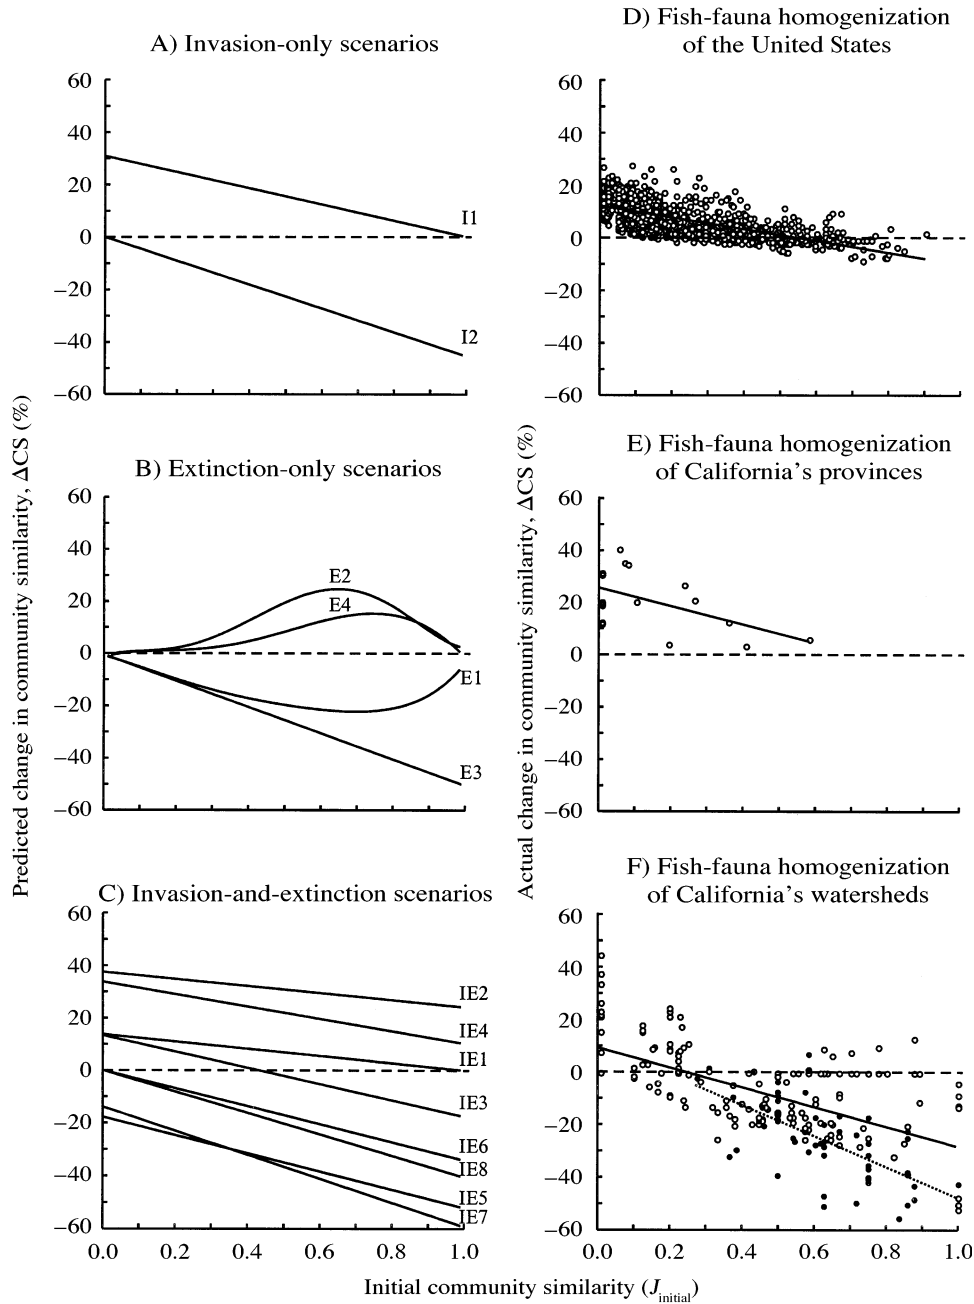 A) Invasion-only scenarios
60
40
20
0
−20
−40
−60
I1
I2
D) Fish-fauna homogenization
of the United States
60
40
20
0
−20
−40
−60
Predicted change in community similarity, ΔCS (%)
B) Extinction-only scenarios
60
40
20
0
−20
−40
−60
E2
E4
E1
E3
Actual change in community similarity, ΔCS (%)
E) Fish-fauna homogenization
of California's provinces
60
40
20
0
−20
−40
−60
C) Invasion-and-extinction scenarios
60
40
20
0
−20
−40
−60
IE2
IE4
IE1
IE3
IE6
IE8
IE5
IE7
0.0 0.2 0.4 0.6 0.8 1.0
F) Fish-fauna homogenization
of California's watersheds
60
40
20
0
−20
−40
−60
0.0 0.2 0.4 0.6 0.8 1.0
Initial community similarity (Jinitial)